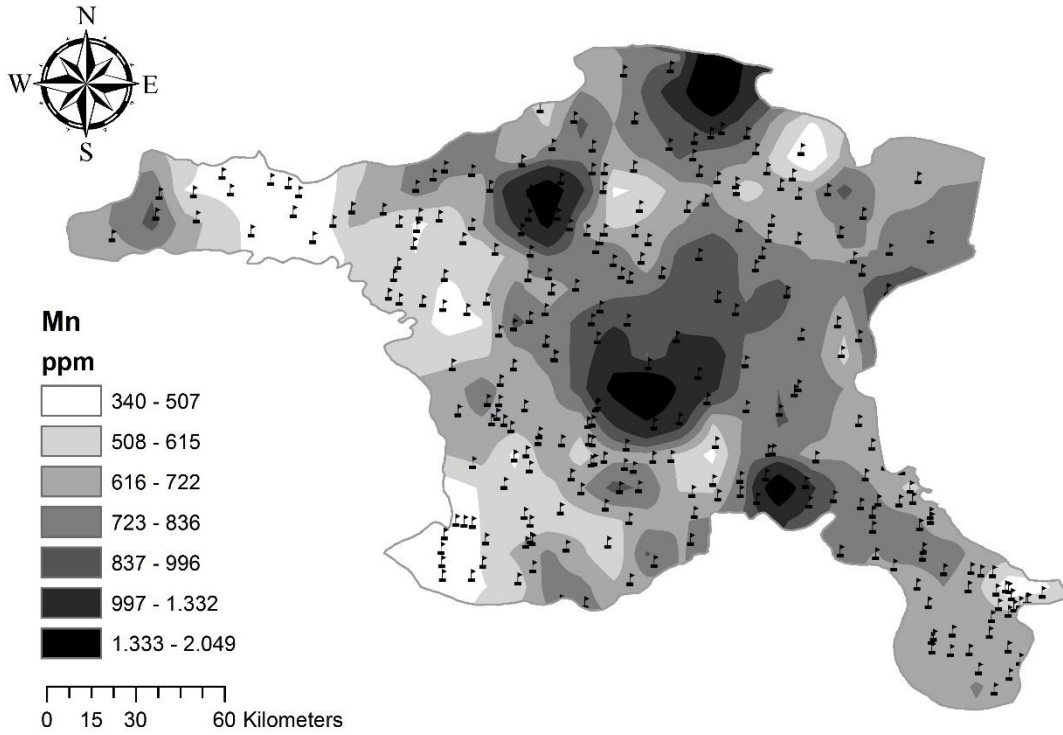 N
W E
S
Mn
ppm
340 - 507
508 - 615
616 - 722
723 - 836
837 - 996
997 - 1.332
1.333 - 2.049
0 15 30 60 Kilometers